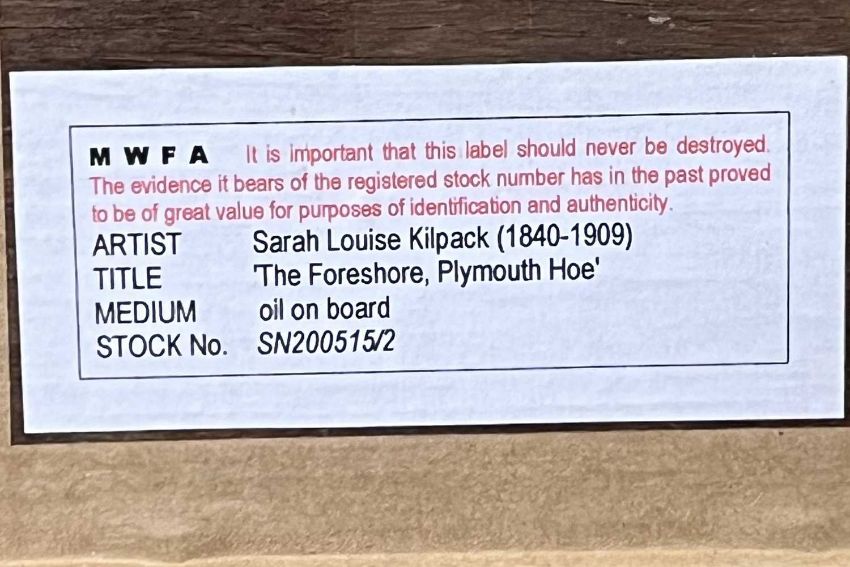 M W F A It is important that this label should never be destroyed.
The evidence it bears of the registered stock number has in the past proved
to be of great value for purposes of identification and authenticity.
ARTIST Sarah Louise Kilpack (1840-1909)
TITLE 'The Foreshore, Plymouth Hoe'
MEDIUM oil on board
STOCK No. SN200515/2